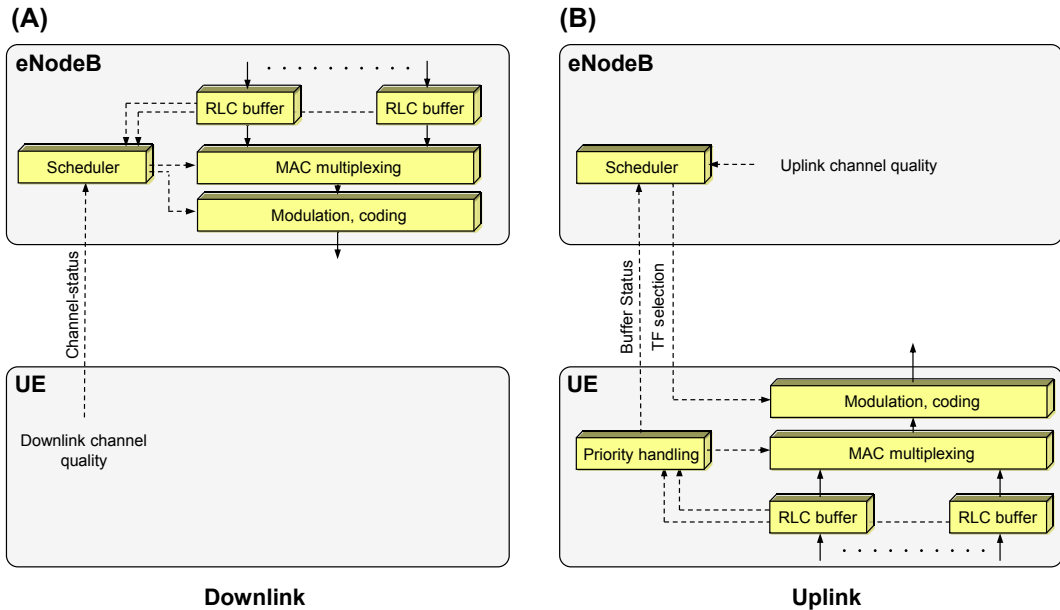 (A)
eNodeB
RLC buffer
RLC buffer
Scheduler
MAC multiplexing
Modulation, coding
Channel-status
UE
Downlink channel
quality
Downlink
(B)
eNodeB
Scheduler
Uplink channel quality
Buffer Status
TF selection
UE
Modulation, coding
Priority handling
MAC multiplexing
RLC buffer
RLC buffer
Uplink